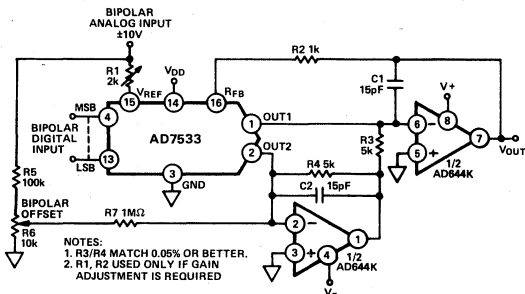 BIPOLAR
ANALOG INPUT
±10V
R1
2k
VREF
VDD
RFB
R2 1k
C1
15pF
V+
MSB
BIPOLAR
DIGITAL
INPUT
LSB
15
14
16
4
13
AD7533
1
2
OUT1
OUT2
3
GND
R3
5k
R4 5k
C2
15pF
6
8
5
7
VOUT
1/2
AD644K
R5
100k
BIPOLAR
OFFSET
R6
10k
R7 1MΩ
2
3
1
4
1/2
AD644K
V-
NOTES:
1. R3/R4 MATCH 0.05% OR BETTER.
2. R1, R2 USED ONLY IF GAIN
ADJUSTMENT IS REQUIRED